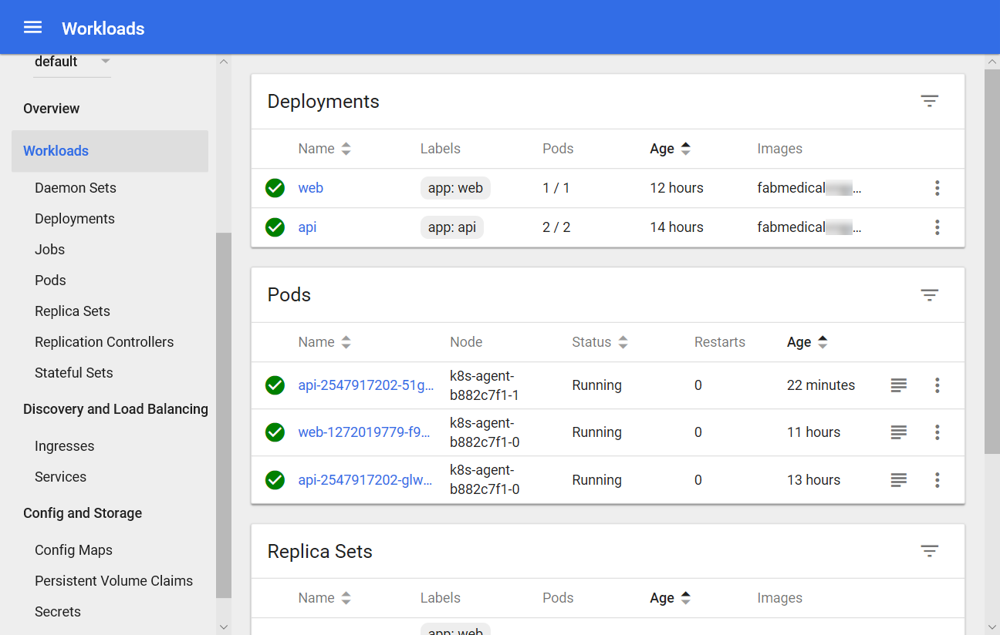 Workloads
default
Overview
Workloads
Daemon Sets
Deployments
Jobs
Pods
Replica Sets
Replication Controllers
Stateful Sets
Discovery and Load Balancing
Ingresses
Services
Config and Storage
Config Maps
Persistent Volume Claims
Secrets
Deployments
Name Labels Pods Age Images
web app: web 1 / 1 12 hours fabmedical...
api app: api 2 / 2 14 hours fabmedical...
Pods
Name Node Status Restarts Age
api-2547917202-51g... k8s-agent-b882c7f1-1 Running 0 22 minutes
web-1272019779-f9... k8s-agent-b882c7f1-0 Running 0 11 hours
api-2547917202-glw... k8s-agent-b882c7f1-0 Running 0 13 hours
Replica Sets
Name Labels Pods Age Images
app: web